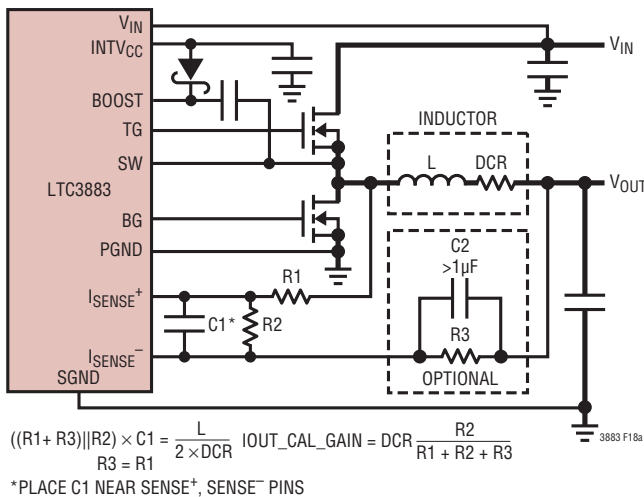 VIN
INTVCC
BOOST
TG
SW
LTC3883
BG
PGND
ISENSE+
ISENSE–
SGND
VIN
INDUCTOR
L
DCR
VOUT
C2
>1µF
R1
C1*
R2
R3
OPTIONAL
((R1+ R3)||R2) × C1 = L / 2 × DCR IOUT_CAL_GAIN = DCR R2 / R1 + R2 + R3
R3 = R1
3883 F18a
*PLACE C1 NEAR SENSE+, SENSE– PINS